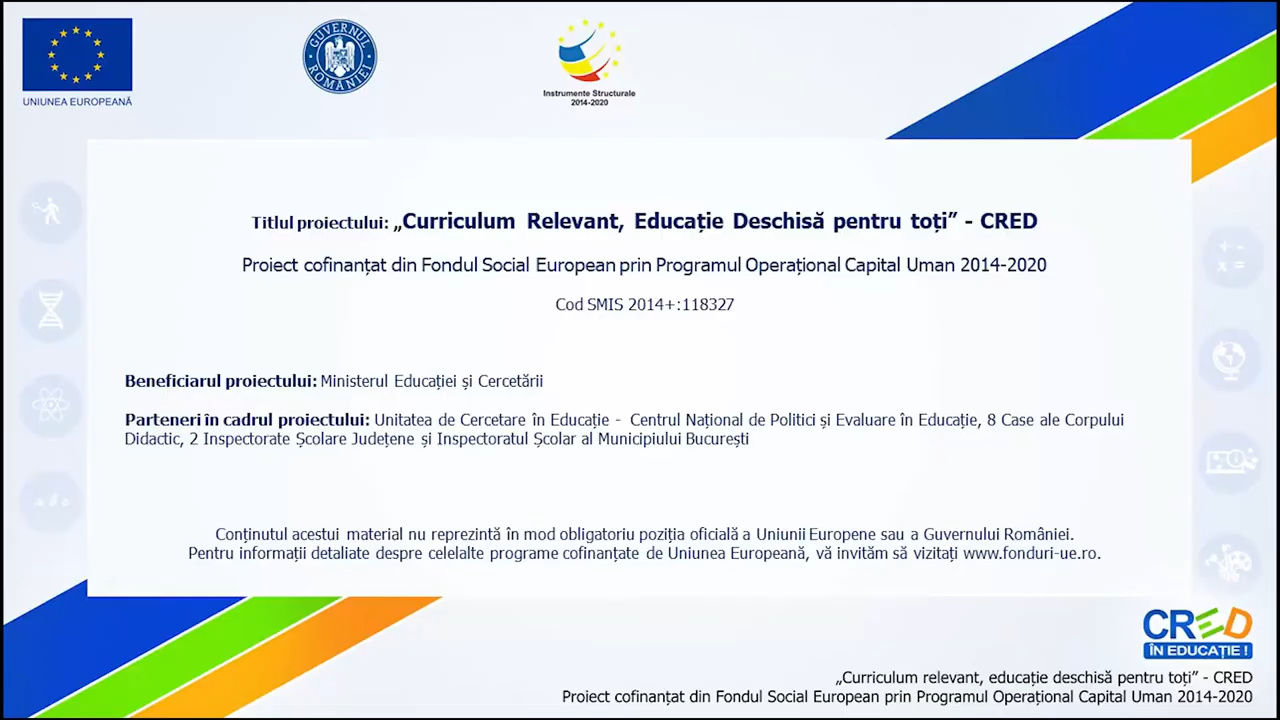 UNIUNEA EUROPEANĂ
GUVERNUL ROMÂNIEI
Instrumente Structurale
2014-2020
Titlul proiectului: „Curriculum Relevant, Educație Deschisă pentru toți” - CRED
Proiect cofinanțat din Fondul Social European prin Programul Operațional Capital Uman 2014-2020
Cod SMIS 2014+:118327
Beneficiarul proiectului: Ministerul Educației și Cercetării
Parteneri în cadrul proiectului: Unitatea de Cercetare în Educație - Centrul Național de Politici și Evaluare în Educație, 8 Case ale Corpului
Didactic, 2 Inspectorate Școlare Județene și Inspectoratul Școlar al Municipiului București
Conținutul acestui material nu reprezintă în mod obligatoriu poziția oficială a Uniunii Europene sau a Guvernului României.
Pentru informații detaliate despre celelalte programe cofinanțate de Uniunea Europeană, vă invităm să vizitați www.fonduri-ue.ro.
CRED
ÎN EDUCAȚIE !
„Curriculum relevant, educație deschisă pentru toți” - CRED
Proiect cofinanțat din Fondul Social European prin Programul Operațional Capital Uman 2014-2020